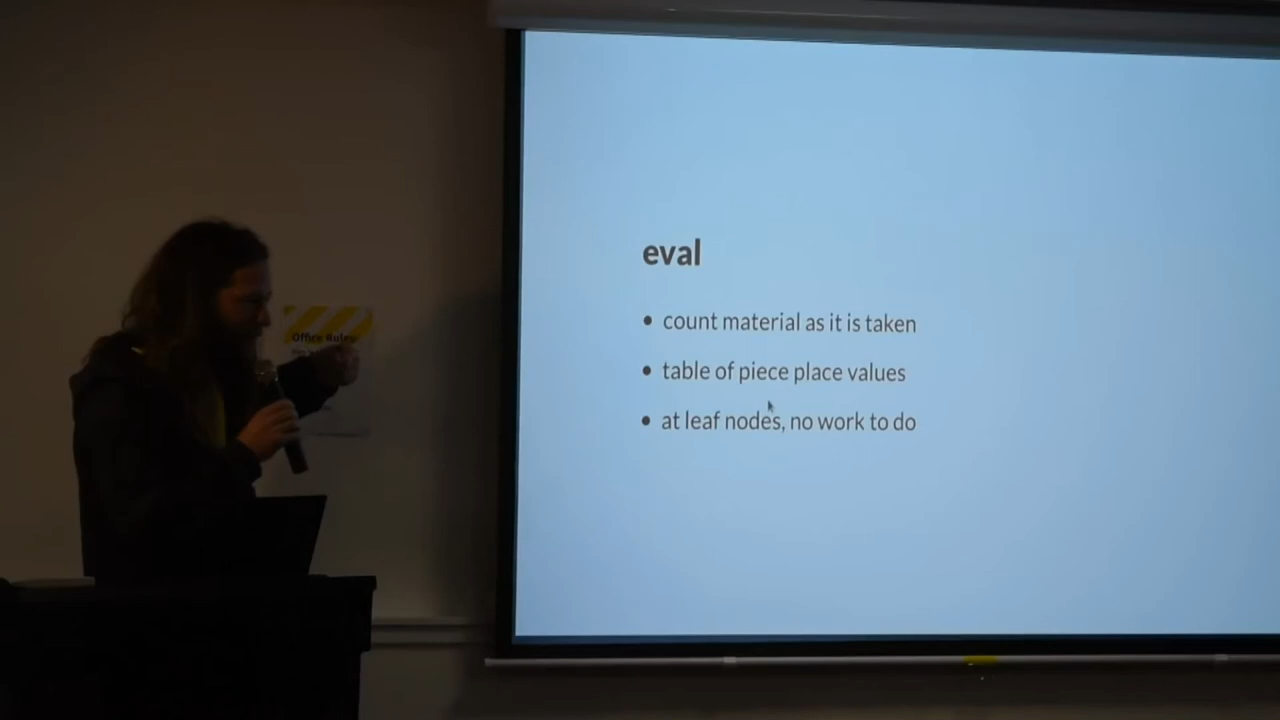 Office Rules
eval
• count material as it is taken
• table of piece place values
• at leaf nodes, no work to do